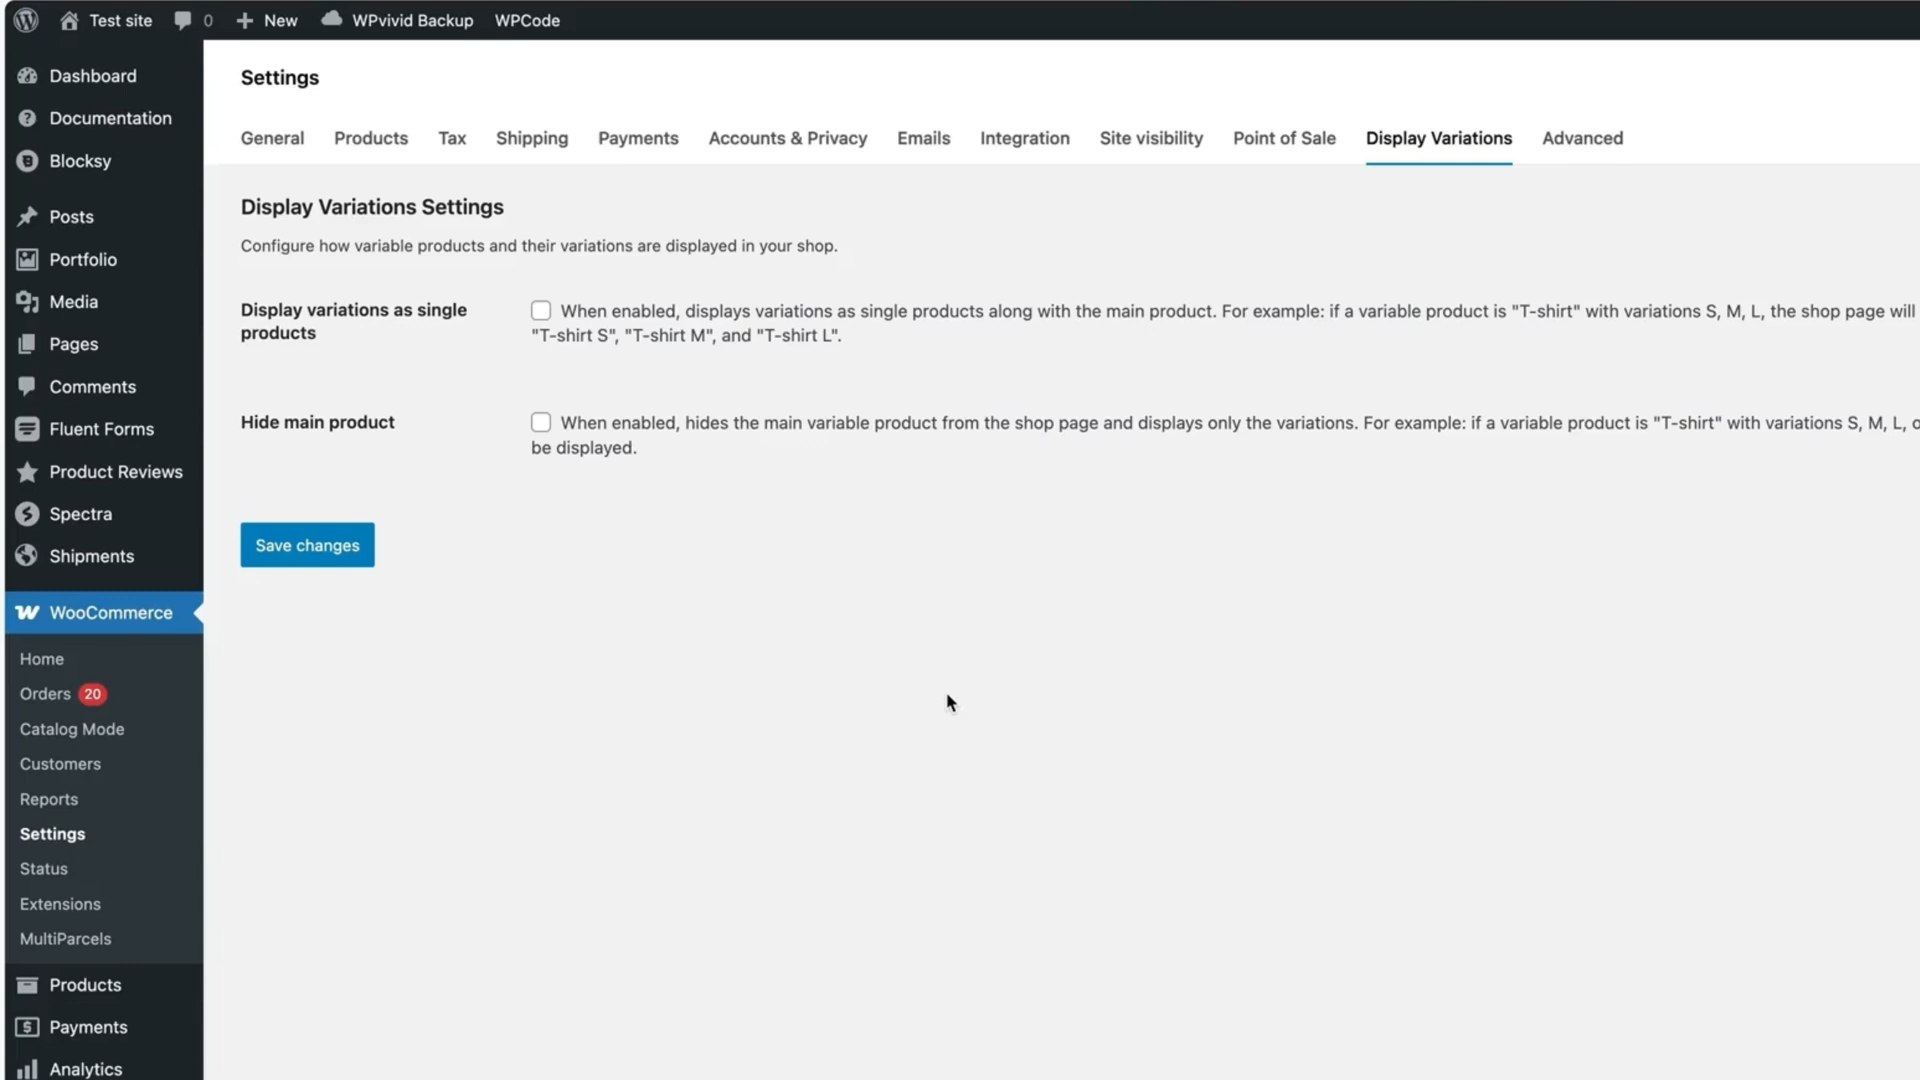 Test site 0 New WPvivid Backup WPCode
Dashboard
Documentation
Blocksy
Posts
Portfolio
Media
Pages
Comments
Fluent Forms
Product Reviews
Spectra
Shipments
WooCommerce
Home
Orders 20
Catalog Mode
Customers
Reports
Settings
Status
Extensions
MultiParcels
Products
Payments
Analytics
Settings
General Products Tax Shipping Payments Accounts & Privacy Emails Integration Site visibility Point of Sale Display Variations Advanced
Display Variations Settings
Configure how variable products and their variations are displayed in your shop.
Display variations as single
products
When enabled, displays variations as single products along with the main product. For example: if a variable product is "T-shirt" with variations S, M, L, the shop page will
"T-shirt S", "T-shirt M", and "T-shirt L".
Hide main product
When enabled, hides the main variable product from the shop page and displays only the variations. For example: if a variable product is "T-shirt" with variations S, M, L,
be displayed.
Save changes